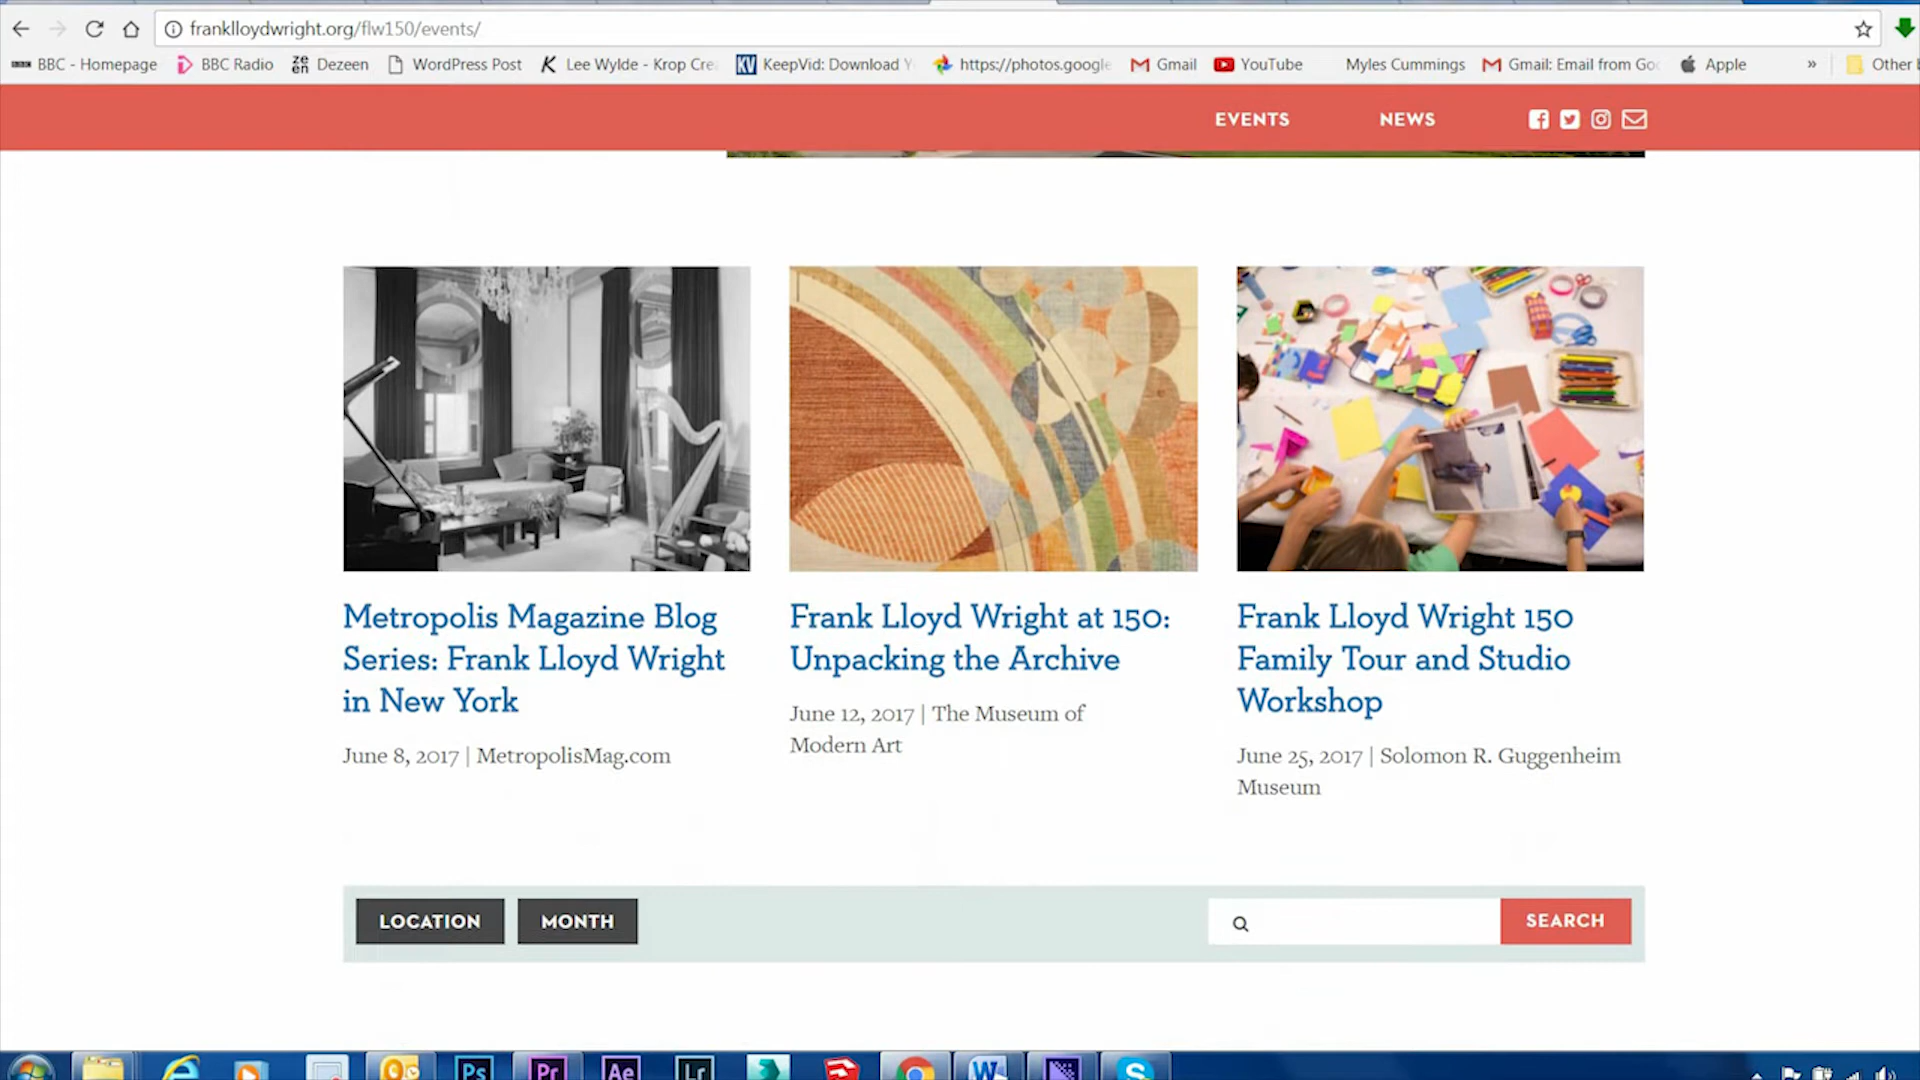 franklloydwright.org/flw150/events/
BBC - Homepage BBC Radio Dezeen WordPress Post Lee Wylde - Krop Cre KeepVid: Download Y https://photos.google Gmail YouTube Myles Cummings Gmail: Email from Go Apple » Other b
EVENTS NEWS
Metropolis Magazine Blog
Series: Frank Lloyd Wright
in New York
June 8, 2017 | MetropolisMag.com
Frank Lloyd Wright at 150:
Unpacking the Archive
June 12, 2017 | The Museum of
Modern Art
Frank Lloyd Wright 150
Family Tour and Studio
Workshop
June 25, 2017 | Solomon R. Guggenheim
Museum
LOCATION MONTH SEARCH
Ps Pr Ae Lr W S